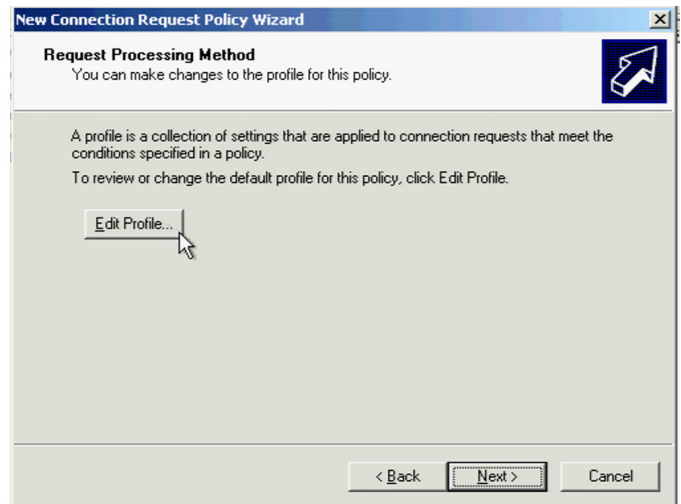 New Connection Request Policy Wizard
Request Processing Method
You can make changes to the profile for this policy.
A profile is a collection of settings that are applied to connection requests that meet the
conditions specified in a policy.
To review or change the default profile for this policy, click Edit Profile.
Edit Profile...
< Back Next > Cancel